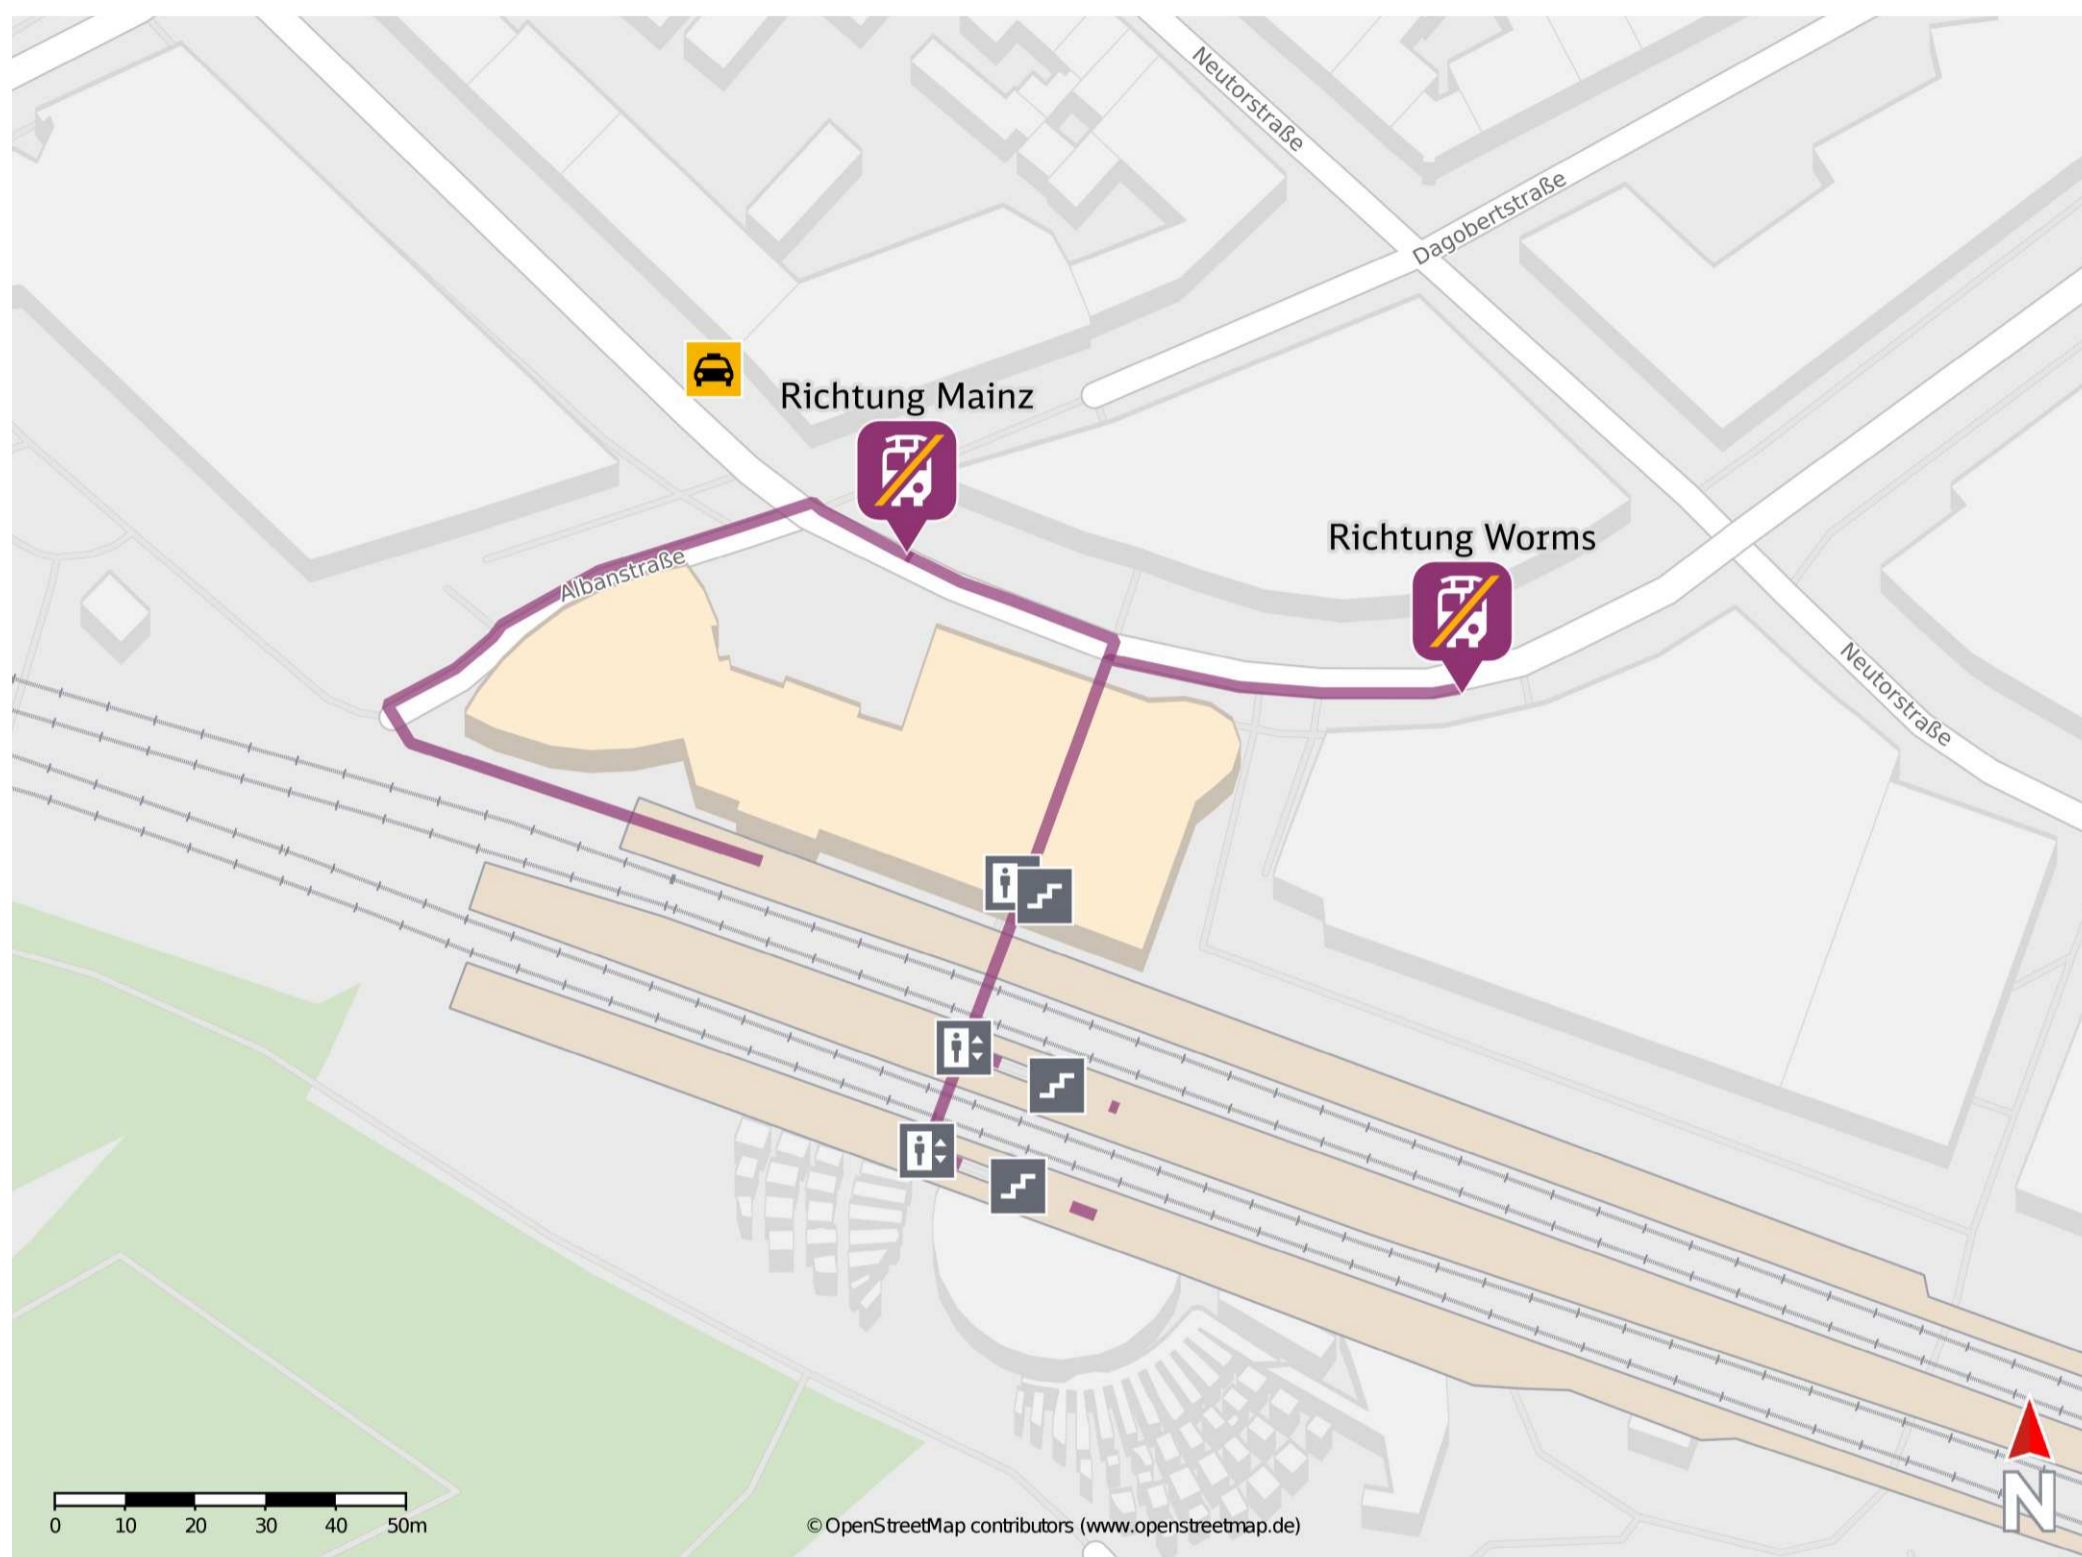 Neutorstraße
Dagobertstraße
Richtung Mainz
Richtung Worms
Albanstraße
Neutorstraße
N
0 10 20 30 40 50m
© OpenStreetMap contributors (www.openstreetmap.de)